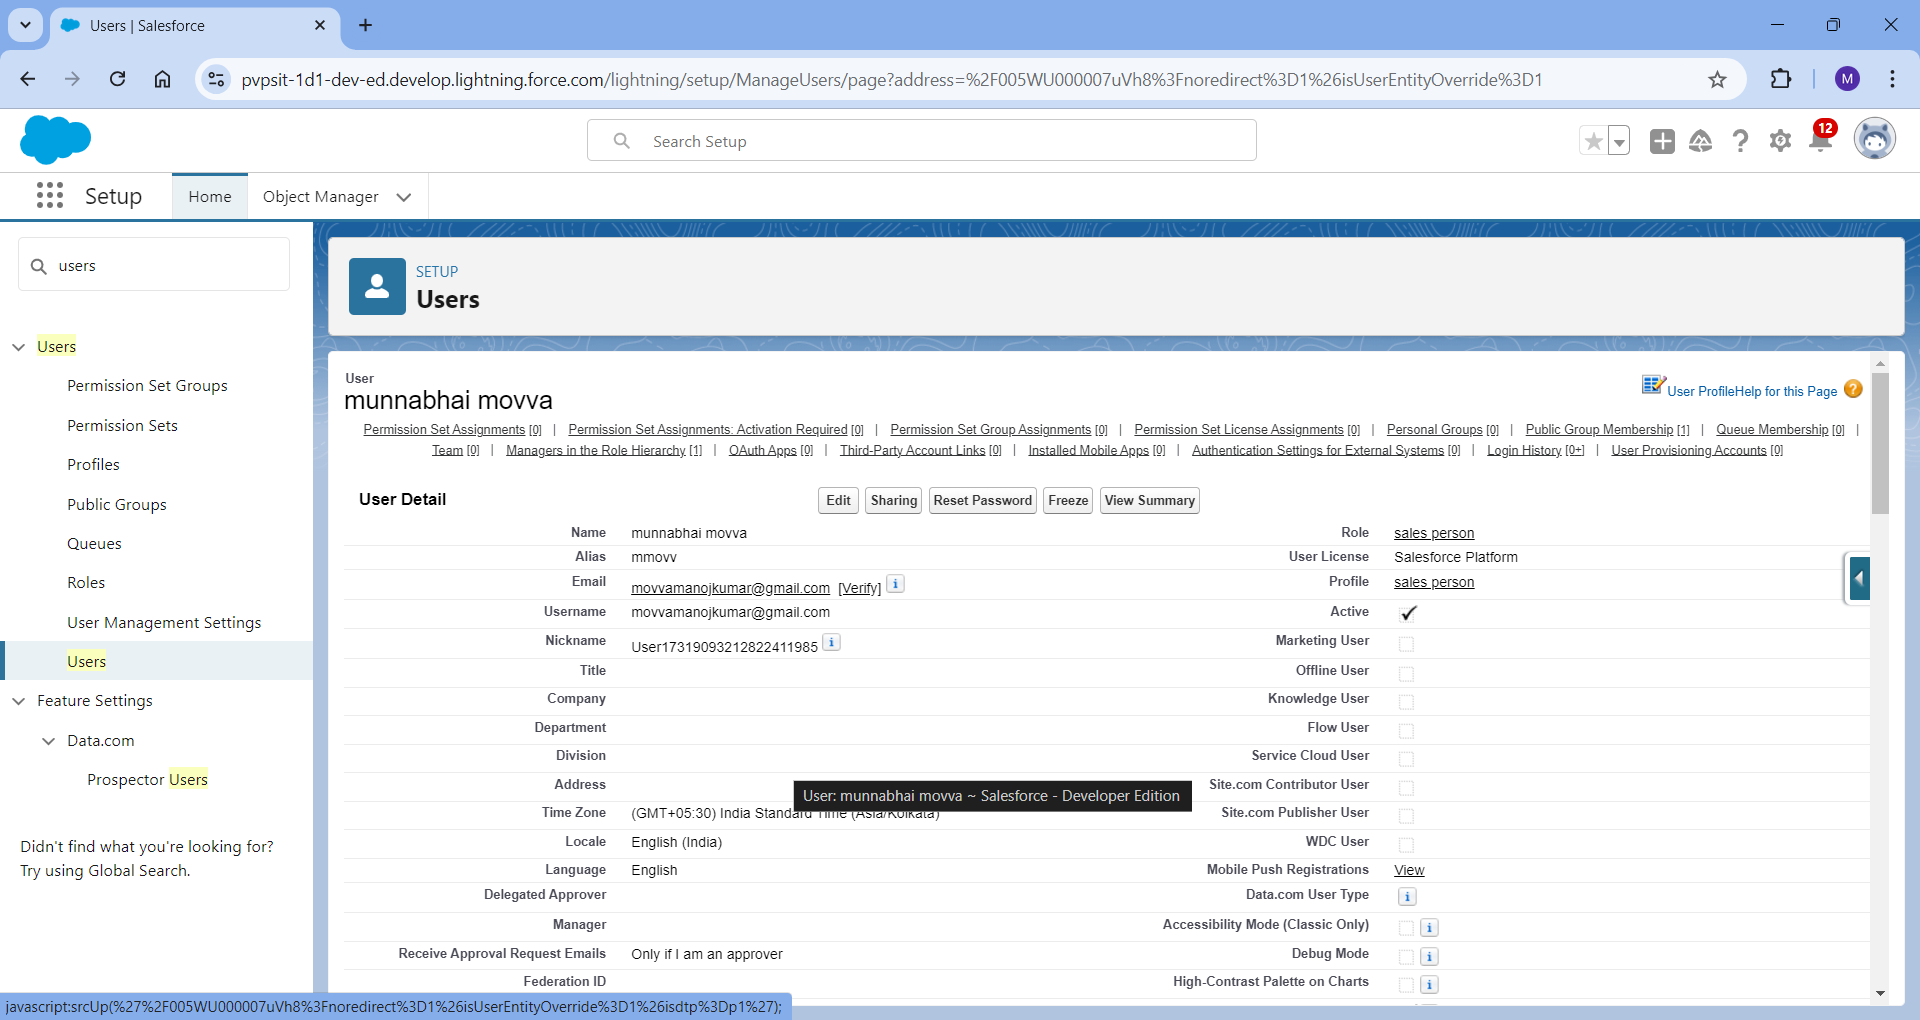 Users | Salesforce
pvpsit-1d1-dev-ed.develop.lightning.force.com/lightning/setup/ManageUsers/page?address=%2F005WU000007uVh8%3Fnoredirect%3D1%26isUserEntityOverride%3D1
M
Search Setup
12
Setup
Home
Object Manager
users
Users
Permission Set Groups
Permission Sets
Profiles
Public Groups
Queues
Roles
User Management Settings
Users
Feature Settings
Data.com
Prospector Users
Didn't find what you're looking for?
Try using Global Search.
SETUP
Users
User
munnabhai movva
User ProfileHelp for this Page ?
Permission Set Assignments [0] | Permission Set Assignments: Activation Required [0] | Permission Set Group Assignments [0] | Permission Set License Assignments [0] | Personal Groups [0] | Public Group Membership [1] | Queue Membership [0] |
Team [0] | Managers in the Role Hierarchy [1] | OAuth Apps [0] | Third-Party Account Links [0] | Installed Mobile Apps [0] | Authentication Settings for External Systems [0] | Login History [0+] | User Provisioning Accounts [0]
User Detail
Edit Sharing Reset Password Freeze View Summary
Name munnabhai movva Role sales person
Alias mmovv User License Salesforce Platform
Email movvamanojkumar@gmail.com [Verify] i Profile sales person
Username movvamanojkumar@gmail.com Active
Nickname User17319093212822411985 i Marketing User
Title Offline User
Company Knowledge User
Department Flow User
Division Service Cloud User
Address Site.com Contributor User
User: munnabhai movva ~ Salesforce - Developer Edition
Time Zone (GMT+05:30) India Standard Time (Asia/Kolkata) Site.com Publisher User
Locale English (India) WDC User
Language English Mobile Push Registrations View
Delegated Approver Data.com User Type i
Manager Accessibility Mode (Classic Only) i
Receive Approval Request Emails Only if I am an approver Debug Mode i
Federation ID High-Contrast Palette on Charts i
javascript:srcUp(%27%2F005WU000007uVh8%3Fnoredirect%3D1%26isUserEntityOverride%3D1%26isdtp%3Dp1%27);